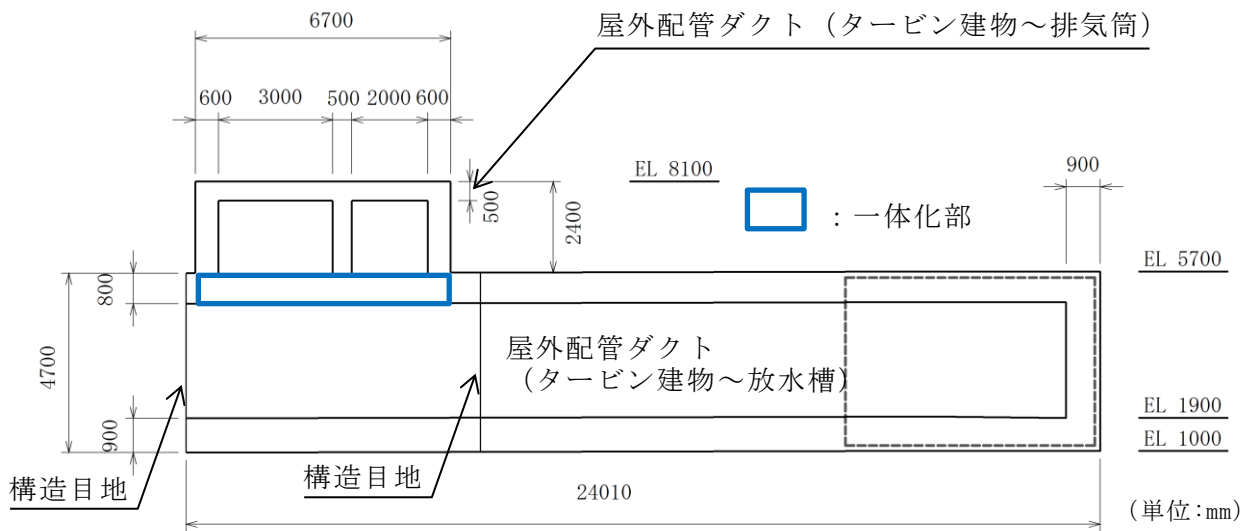 6700
屋外配管ダクト（タービン建物～排気筒）
600
3000
500
2000
600
EL 8100
900
500
2400
：一体化部
EL 5700
800
4700
屋外配管ダクト
（タービン建物～放水槽）
900
EL 1900
EL 1000
構造目地
構造目地
24010
(単位:mm)